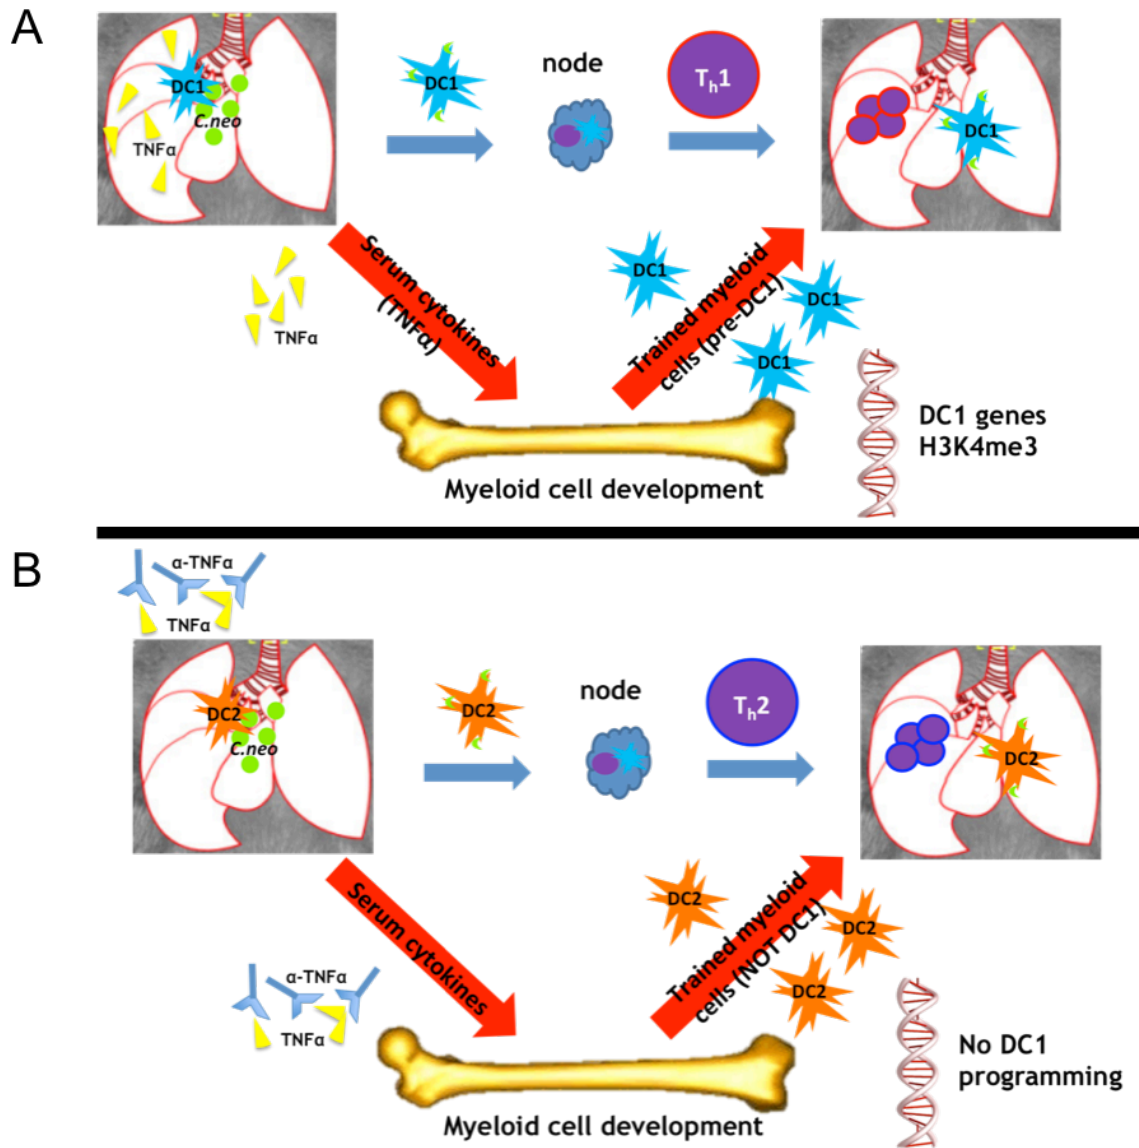 A
DC1
C.neo
TNFα
DC1
node
Th1
DC1
Serum cytokines
(TNFα)
TNFα
Trained myeloid
cells (pre-DC1)
DC1
DC1
DC1
DC1 genes
H3K4me3
Myeloid cell development
B
α-TNFα
TNFα
DC2
C.neo
DC2
node
Th2
DC2
Serum cytokines
α-TNFα
TNFα
Trained myeloid
cells (NOT DC1)
DC2
DC2
DC2
No DC1
programming
Myeloid cell development